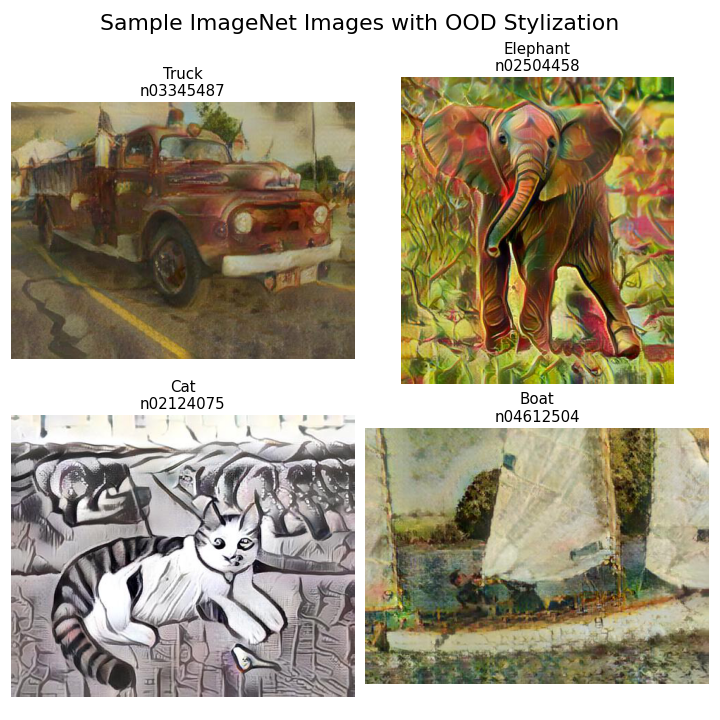 Sample ImageNet Images with OOD Stylization
Truck
n03345487
Elephant
n02504458
Cat
n02124075
Boat
n04612504